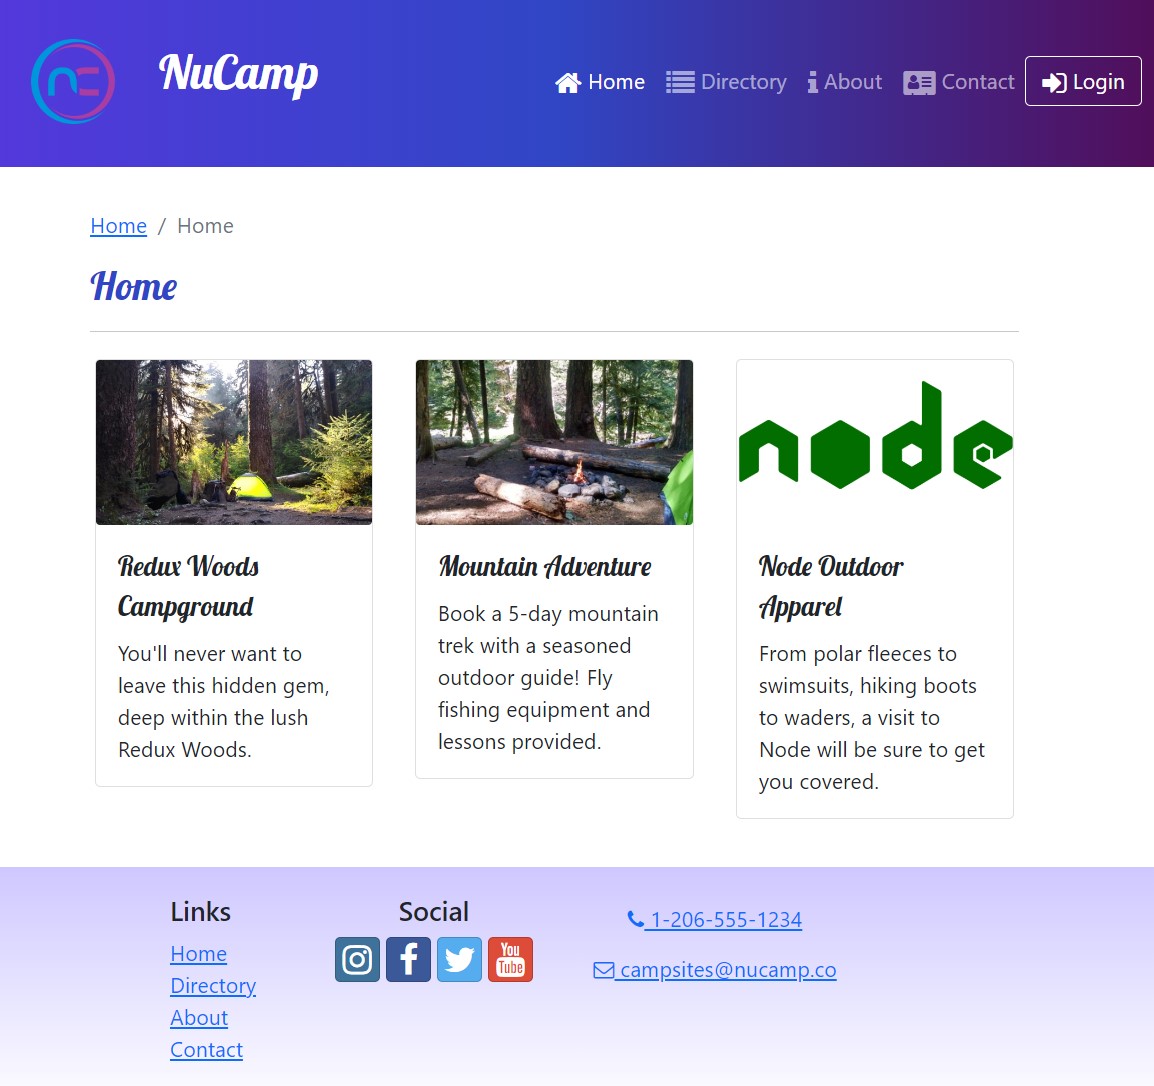 NuCamp
Home Directory About Contact Login
Home / Home
Home
node
Redux Woods
Campground
You'll never want to
leave this hidden gem,
deep within the lush
Redux Woods.
Mountain Adventure
Book a 5-day mountain
trek with a seasoned
outdoor guide! Fly
fishing equipment and
lessons provided.
Node Outdoor
Apparel
From polar fleeces to
swimsuits, hiking boots
to waders, a visit to
Node will be sure to get
you covered.
Links
Home
Directory
About
Contact
Social
You
Tube
1-206-555-1234
campsites@nucamp.co